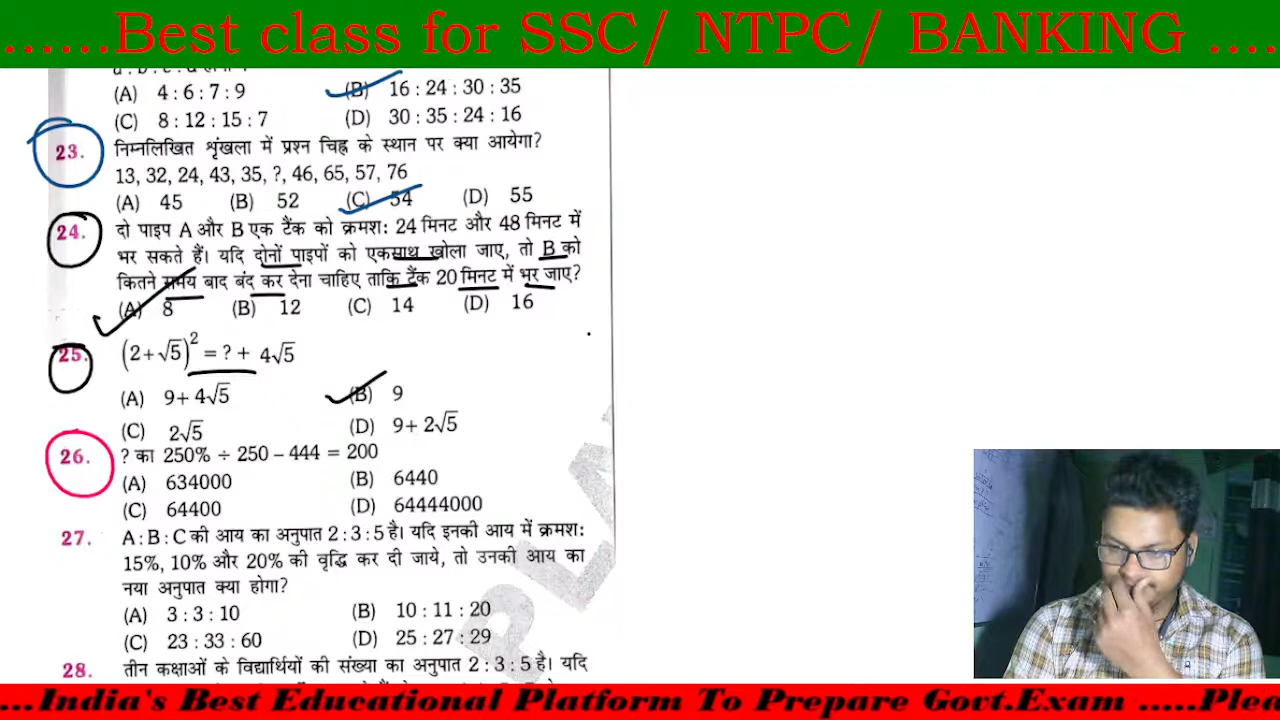 ......Best class for SSC/ NTPC/ BANKING ....
(A) 4 : 6 : 7 : 9 (B) 16 : 24 : 30 : 35
(C) 8 : 12 : 15 : 7 (D) 30 : 35 : 24 : 16
23. निम्नलिखित शृंखला में प्रश्न चिह्न के स्थान पर क्या आयेगा?
13, 32, 24, 43, 35, ?, 46, 65, 57, 76
(A) 45 (B) 52 (C) 54 (D) 55
24. दो पाइप A और B एक टैंक को क्रमशः 24 मिनट और 48 मिनट में
भर सकते हैं। यदि दोनों पाइपों को एकसाथ खोला जाए, तो B को
कितने समय बाद बंद कर देना चाहिए ताकि टैंक 20 मिनट में भर जाए?
(A) 8 (B) 12 (C) 14 (D) 16
25. (2+√5)² = ? + 4√5
(A) 9+ 4√5 (B) 9
(C) 2√5 (D) 9+ 2√5
26. ? का 250% ÷ 250 – 444 = 200
(A) 634000 (B) 6440
(C) 64400 (D) 64444000
27. A : B : C की आय का अनुपात 2 : 3 : 5 है। यदि इनकी आय में क्रमशः
15%, 10% और 20% की वृद्धि कर दी जाये, तो उनकी आय का
नया अनुपात क्या होगा?
(A) 3 : 3 : 10 (B) 10 : 11 : 20
(C) 23 : 33 : 60 (D) 25 : 27 : 29
28. तीन कक्षाओं के विद्यार्थियों की संख्या का अनुपात 2 : 3 : 5 है। यदि
...India's Best Educational Platform To Prepare Govt.Exam ......Plea